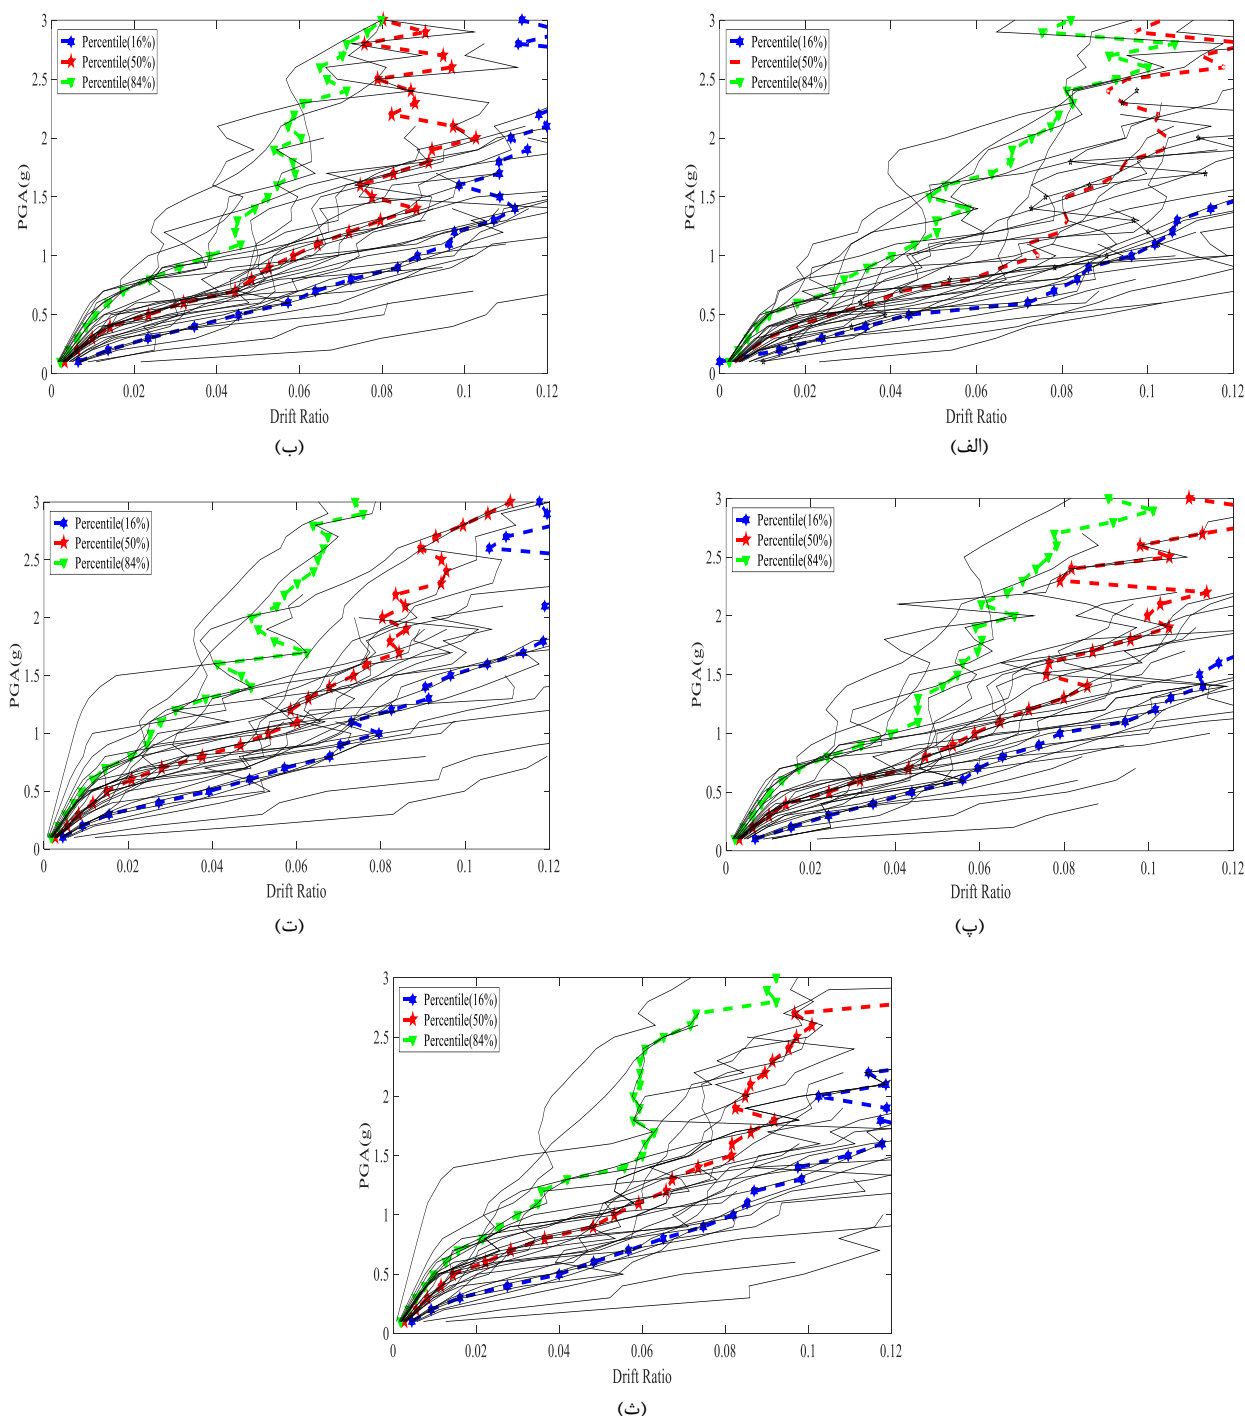 3
2.5
2
1.5
1
0.5
0
PGA(g)
Percentile(16%)
Percentile(50%)
Percentile(84%)
0
0.02
0.04
0.06
0.08
0.1
0.12
Drift Ratio
(ب)
3
2.5
2
1.5
1
0.5
0
PGA(g)
Percentile(16%)
Percentile(50%)
Percentile(84%)
0
0.02
0.04
0.06
0.08
0.1
0.12
Drift Ratio
(الف)
3
2.5
2
1.5
1
0.5
0
PGA(g)
Percentile(16%)
Percentile(50%)
Percentile(84%)
0
0.02
0.04
0.06
0.08
0.1
0.12
Drift Ratio
(ت)
3
2.5
2
1.5
1
0.5
0
PGA(g)
Percentile(16%)
Percentile(50%)
Percentile(84%)
0
0.02
0.04
0.06
0.08
0.1
0.12
Drift Ratio
(پ)
3
2.5
2
1.5
1
0.5
0
PGA(g)
Percentile(16%)
Percentile(50%)
Percentile(84%)
0
0.02
0.04
0.06
0.08
0.1
0.12
Drift Ratio
(ث)